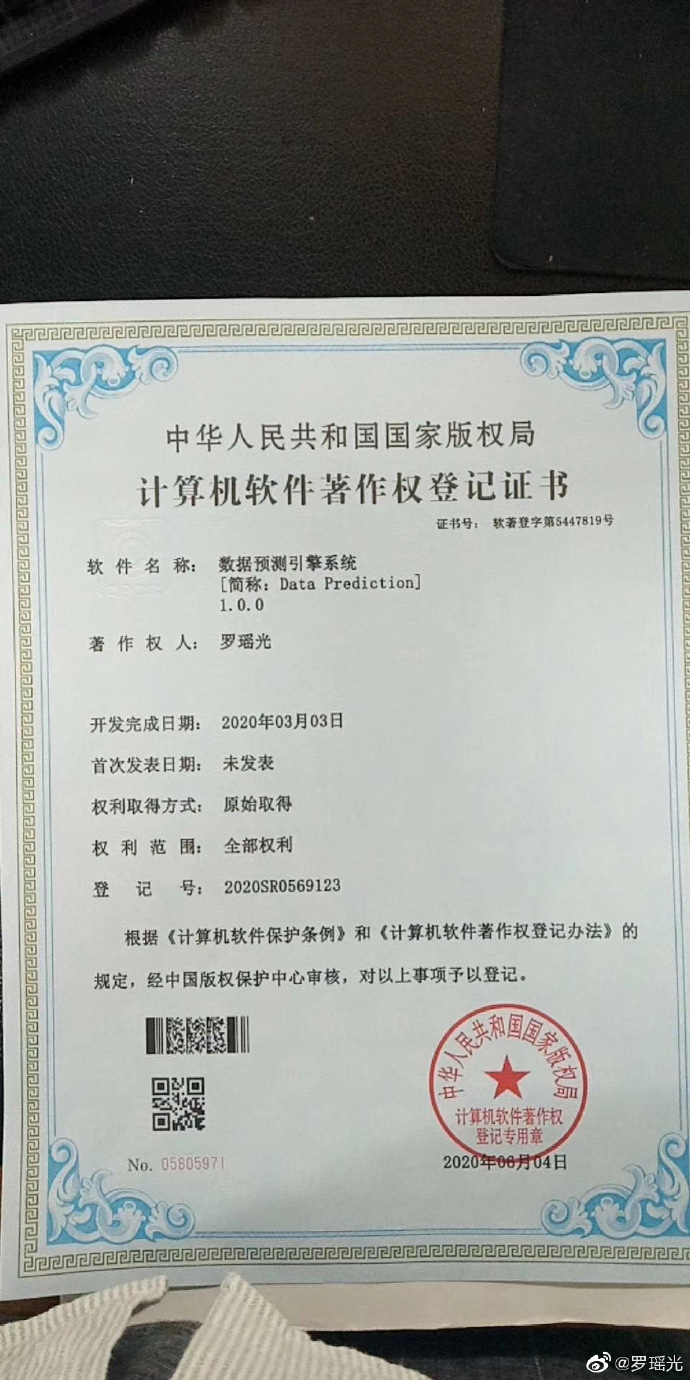 中华人民共和国国家版权局
计算机软件著作权登记证书
证书号： 软著登字第5447819号
软件名称： 数据预测引擎系统
[简称：Data Prediction]
1.0.0
著作权人： 罗瑶光
开发完成日期： 2020年03月03日
首次发表日期： 未发表
权利取得方式： 原始取得
权利范围： 全部权利
登记号： 2020SR0569123
根据《计算机软件保护条例》和《计算机软件著作权登记办法》的
规定，经中国版权保护中心审核，对以上事项予以登记。
中华人民共和国国家版权局
计算机软件著作权
登记专用章
No. 05805971
2020年06月04日
@罗瑶光